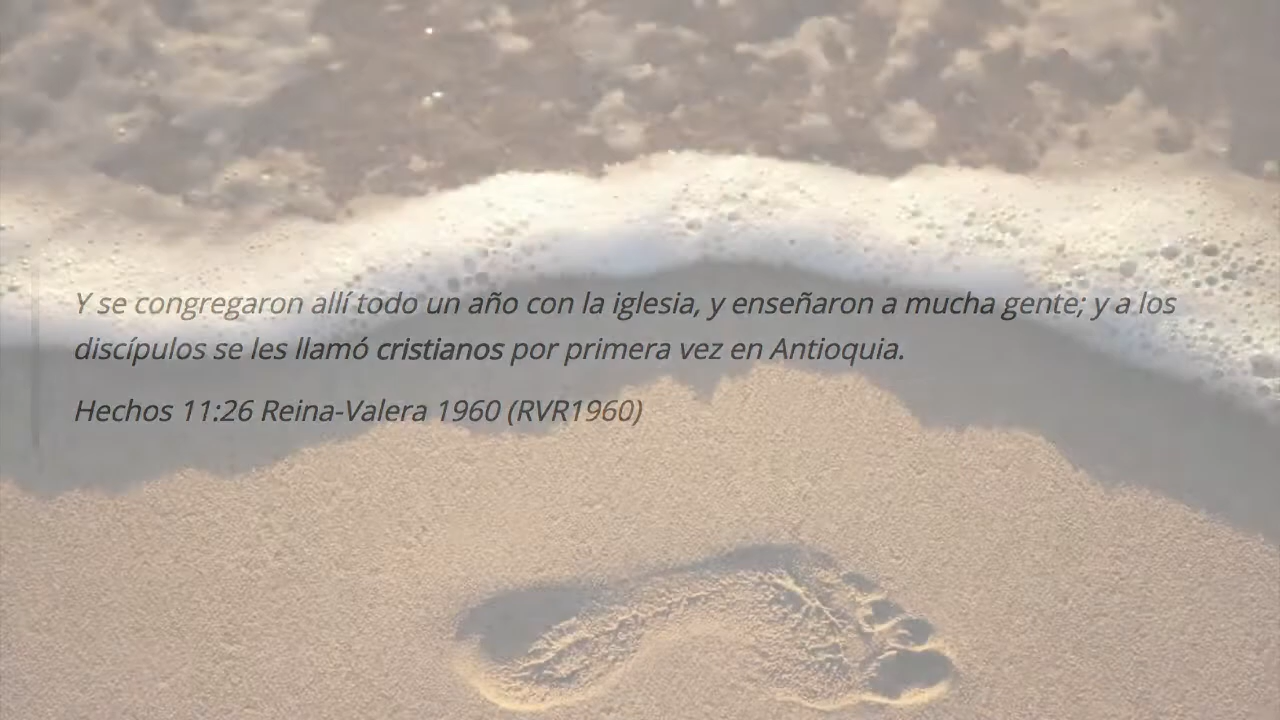 Y se congregaron allí todo un año con la iglesia, y enseñaron a mucha gente; y a los
discípulos se les llamó cristianos por primera vez en Antioquia.
Hechos 11:26 Reina-Valera 1960 (RVR1960)